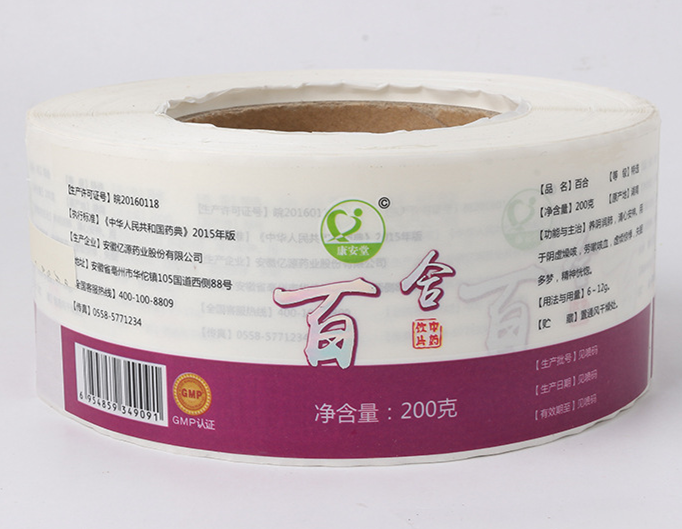 【生产许可证号】皖20160118
【执行标准】《中华人民共和国药典》2015年版
【生产企业】安徽亿源药业股份有限公司
地址：安徽省亳州市华佗镇105国道西侧88号
全国客服热线】400-100-8809
【传真】0558-5771234
6 954859 349091
GMP
GMP认证
©
康安堂
百合
中药
饮片
净含量：200克
【品　名】百合
【等　级】特选
【净含量】200克
【原产地】湖南
【功能与主治】养阴润肺，清心安神。用
于阴虚燥咳，劳嗽咳血，虚烦惊悸，失眠
多梦，精神恍惚。
【用法与用量】6~12g。
【贮　藏】置通风干燥处。
【生产批号】见喷码
【生产日期】见喷码
【有效期至】见喷码